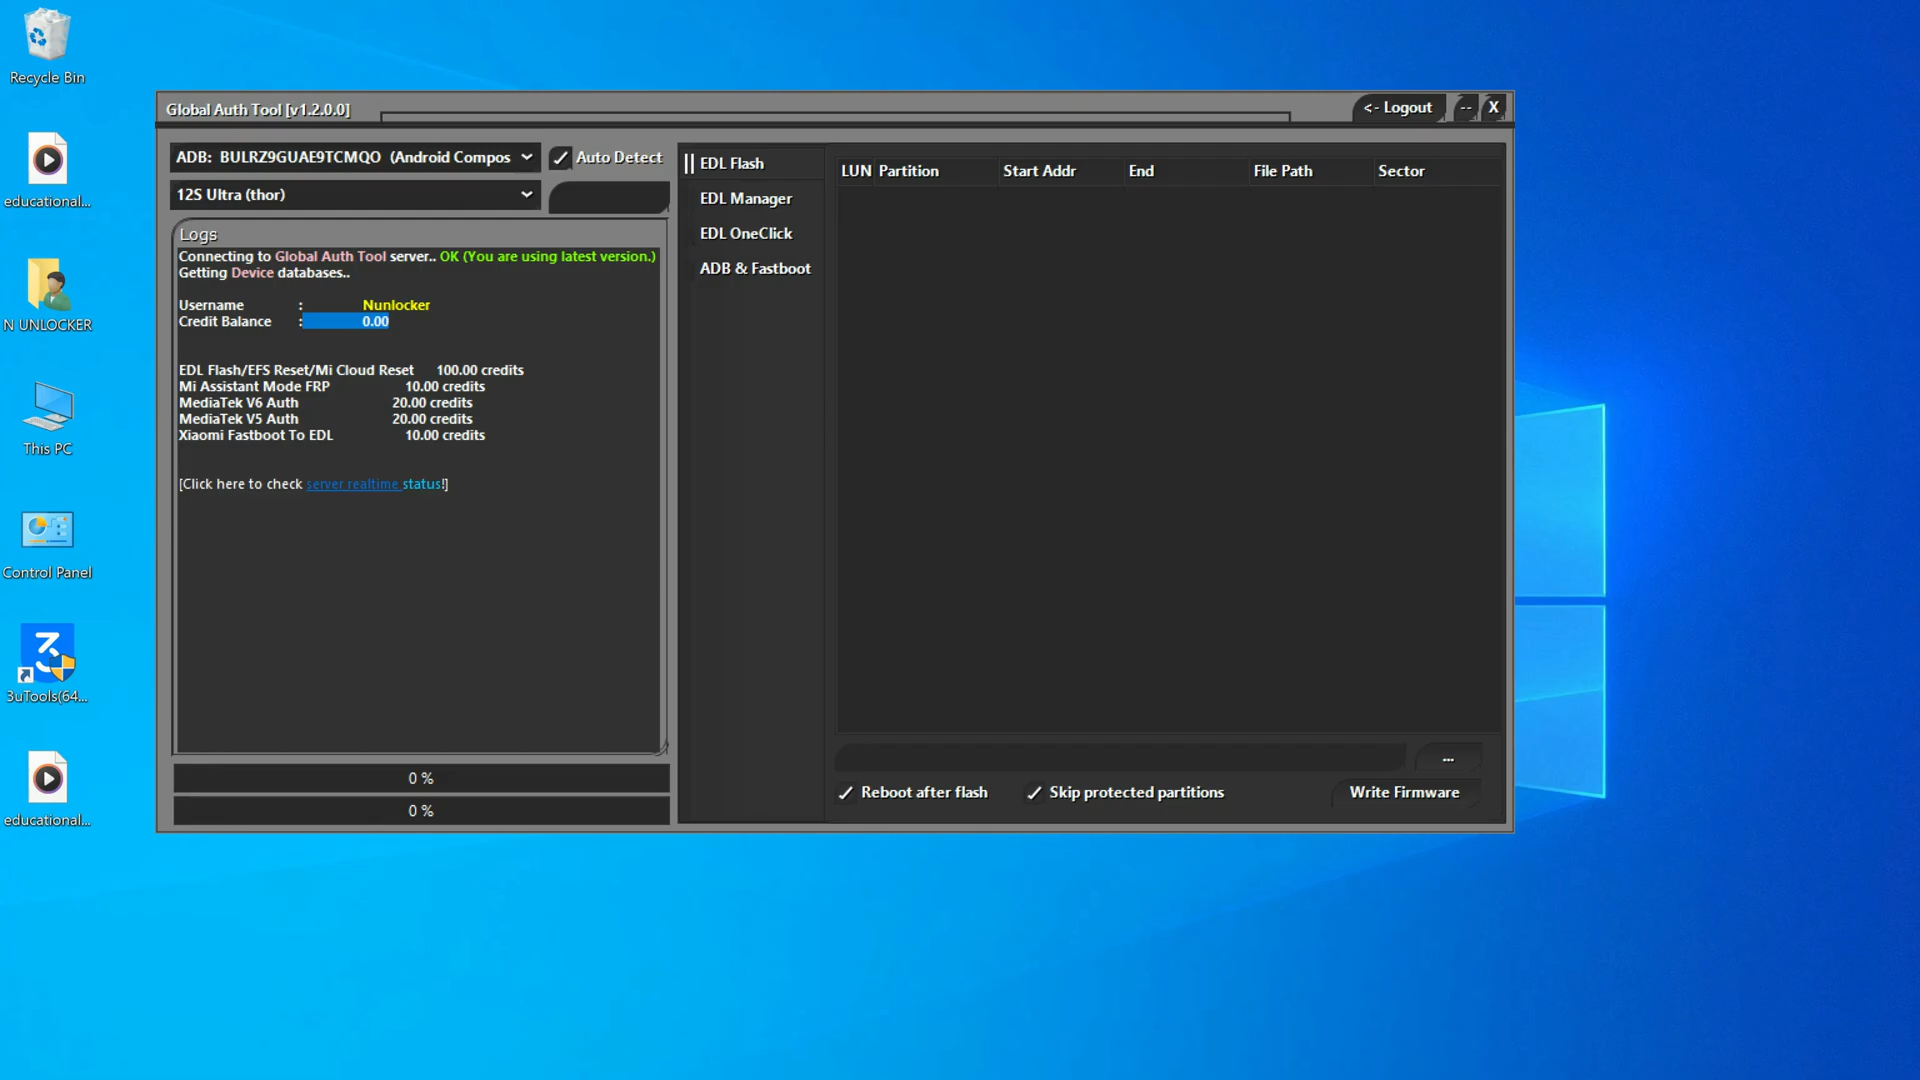 Recycle Bin
educational...
N UNLOCKER
This PC
Control Panel
3uTools(64...
educational...
Global Auth Tool [v1.2.0.0]
<- Logout
--
X
ADB: BULRZ9GUAE9TCMQO (Android Compos
Auto Detect
12S Ultra (thor)
Logs
Connecting to Global Auth Tool server.. OK (You are using latest version.)
Getting Device databases..
Username : Nunlocker
Credit Balance : 0.00
EDL Flash/EFS Reset/Mi Cloud Reset 100.00 credits
Mi Assistant Mode FRP 10.00 credits
MediaTek V6 Auth 20.00 credits
MediaTek V5 Auth 20.00 credits
Xiaomi Fastboot To EDL 10.00 credits
[Click here to check server realtime status!]
0 %
0 %
EDL Flash
EDL Manager
EDL OneClick
ADB & Fastboot
LUN Partition Start Addr End File Path Sector
...
Reboot after flash
Skip protected partitions
Write Firmware